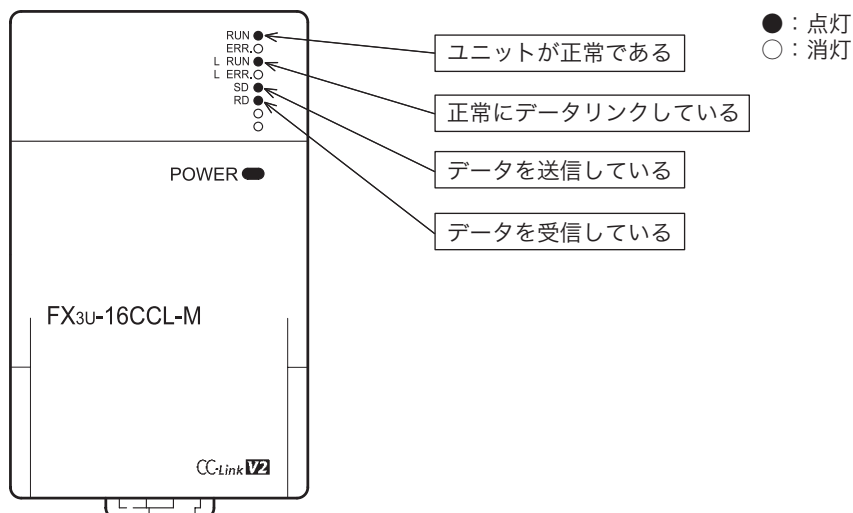 RUN ●
ERR.○
L RUN ●
L ERR.○
SD ●
RD ●
○
○
POWER
FX3U-16CCL-M
CC-Link V2
ユニットが正常である
正常にデータリンクしている
データを送信している
データを受信している
●：点灯
○：消灯